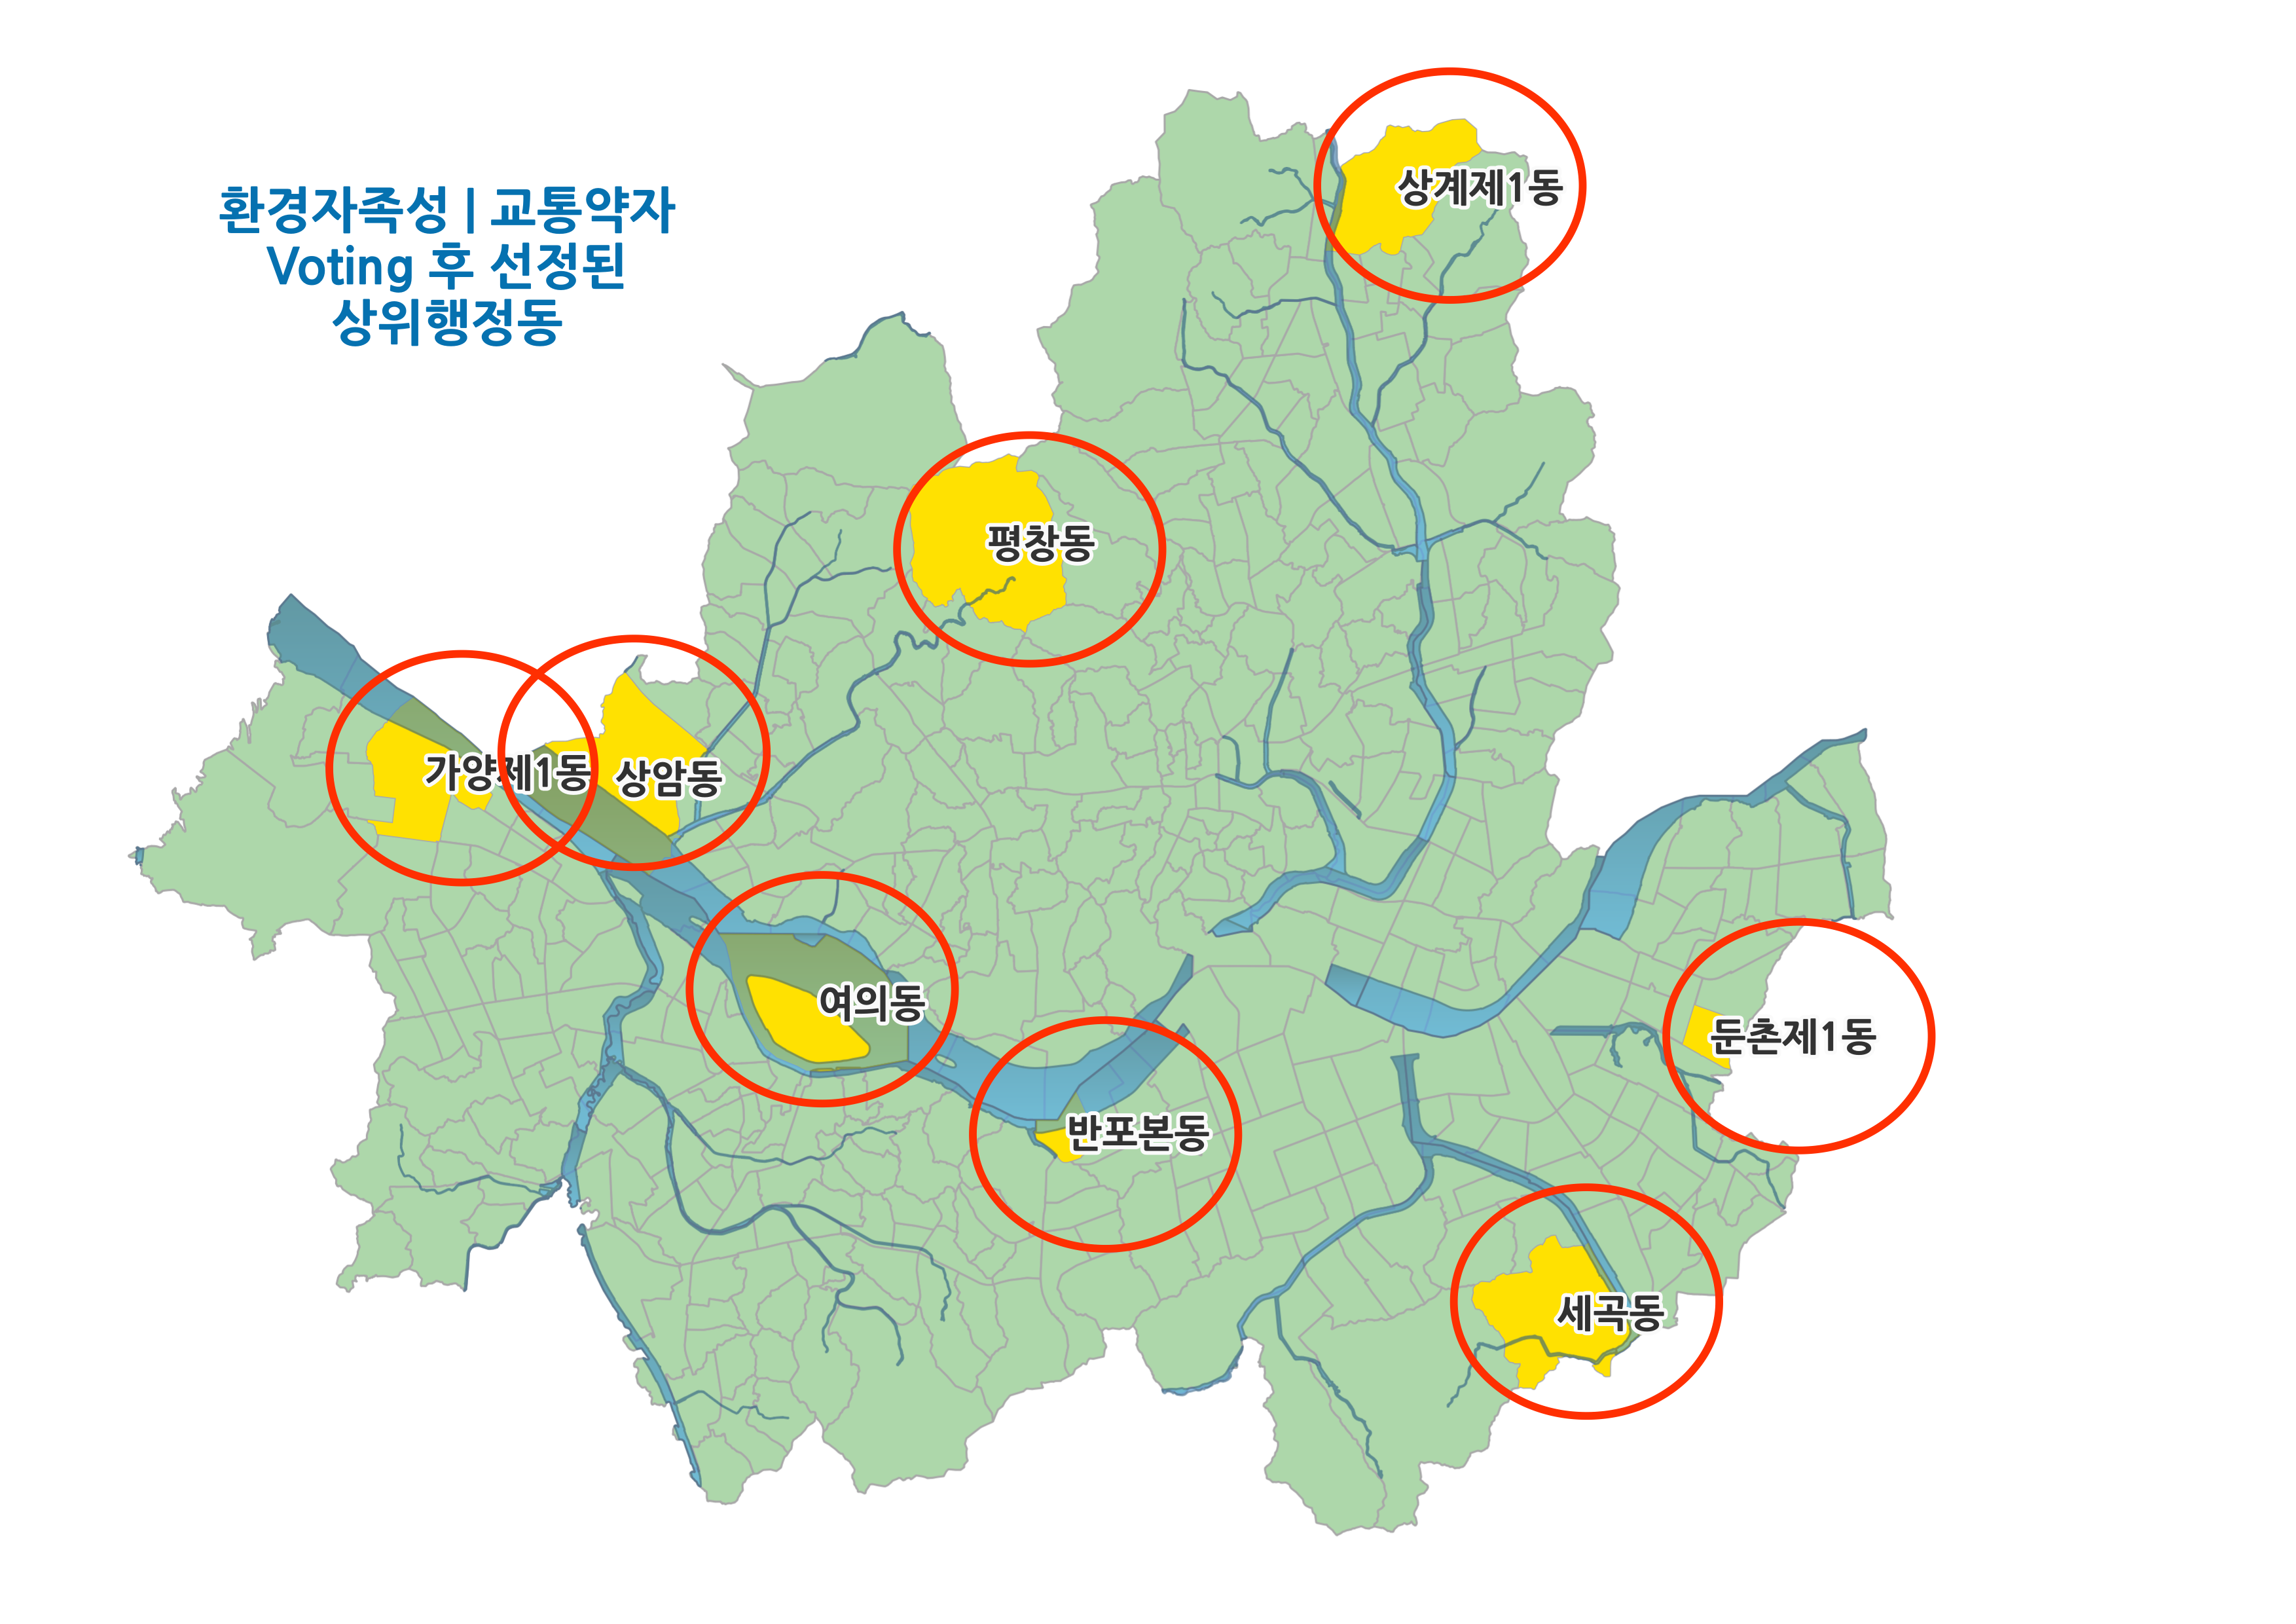 환경자족성 | 교통약자
Voting 후 선정된
상위행정동
상계제1동
평창동
가양제1동
상암동
여의동
둔촌제1동
반포본동
세곡동